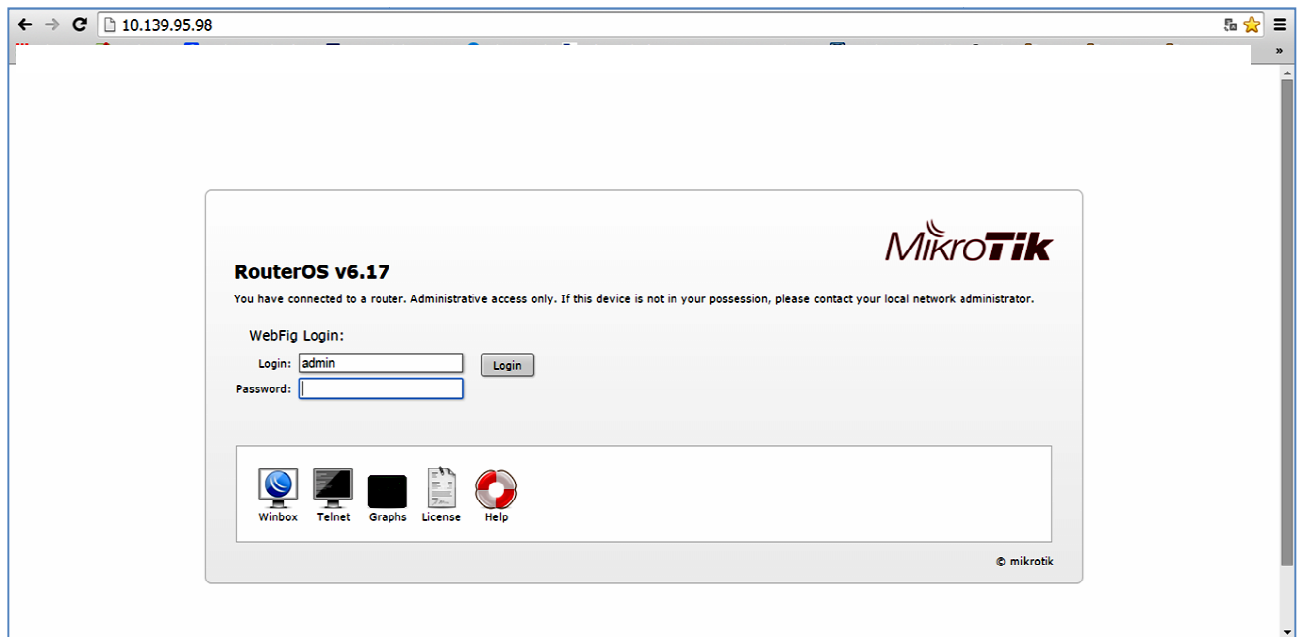 10.139.95.98
»
MikroTik
RouterOS v6.17
You have connected to a router. Administrative access only. If this device is not in your possession, please contact your local network administrator.
WebFig Login:
Login: admin Login
Password:
Winbox Telnet Graphs License Help
© mikrotik